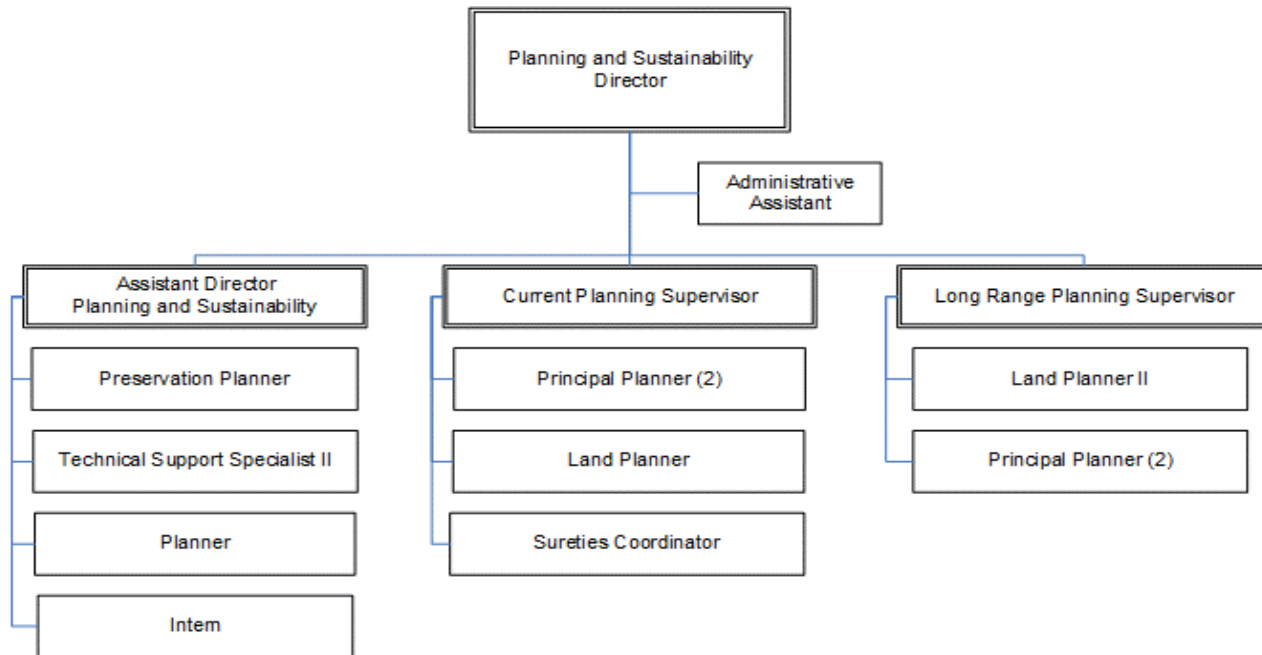 Planning and Sustainability
Director
Administrative
Assistant
Assistant Director
Planning and Sustainability
Current Planning Supervisor
Long Range Planning Supervisor
Preservation Planner
Principal Planner (2)
Land Planner II
Technical Support Specialist II
Land Planner
Principal Planner (2)
Planner
Sureties Coordinator
Intern